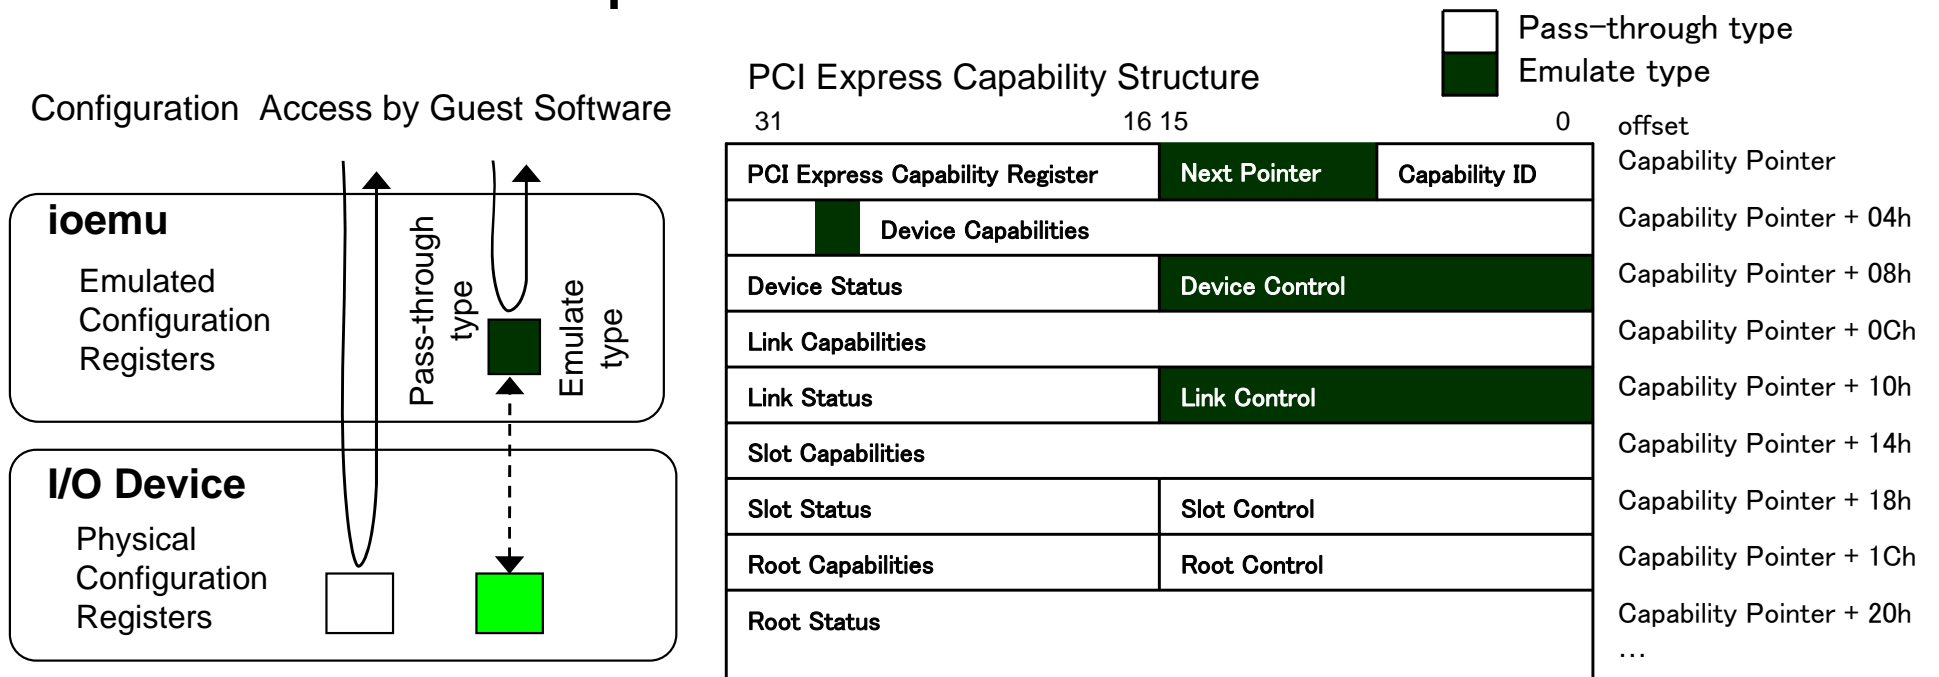 Pass-through type
Emulate type
Configuration Access by Guest Software
ioemu
Emulated
Configuration
Registers
Pass-through
type
Emulate
type
I/O Device
Physical
Configuration
Registers
PCI Express Capability Structure
31 16 15 0 offset
PCI Express Capability Register Next Pointer Capability ID Capability Pointer
Device Capabilities Capability Pointer + 04h
Device Status Device Control Capability Pointer + 08h
Link Capabilities Capability Pointer + 0Ch
Link Status Link Control Capability Pointer + 10h
Slot Capabilities Capability Pointer + 14h
Slot Status Slot Control Capability Pointer + 18h
Root Capabilities Root Control Capability Pointer + 1Ch
Root Status Capability Pointer + 20h
...